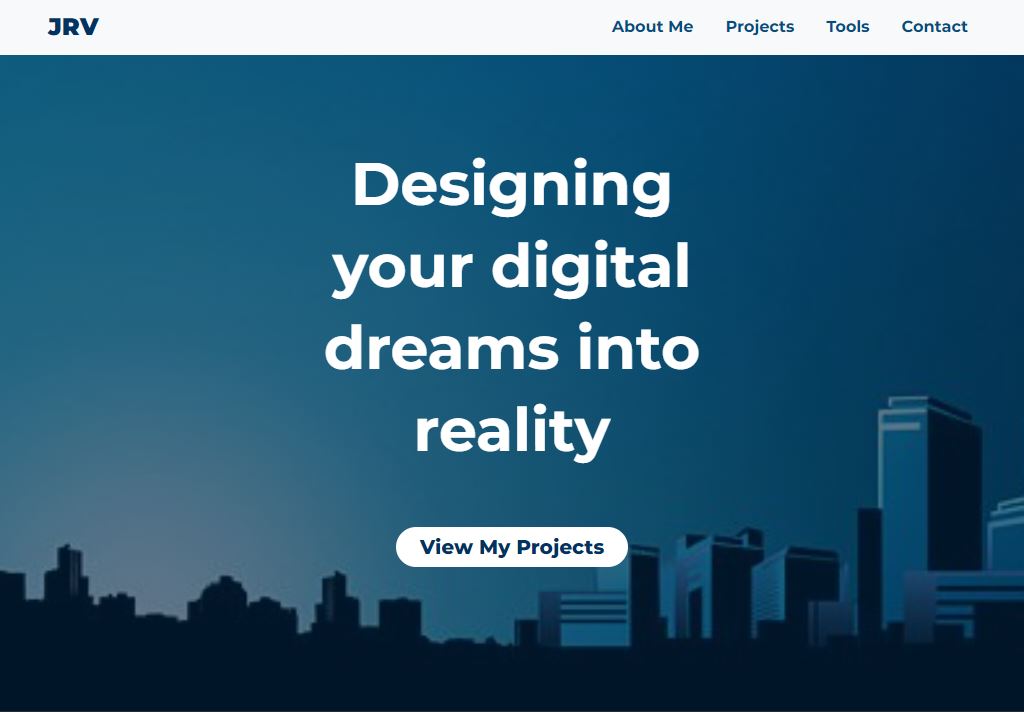 JRV
About Me Projects Tools Contact
Designing
your digital
dreams into
reality
View My Projects